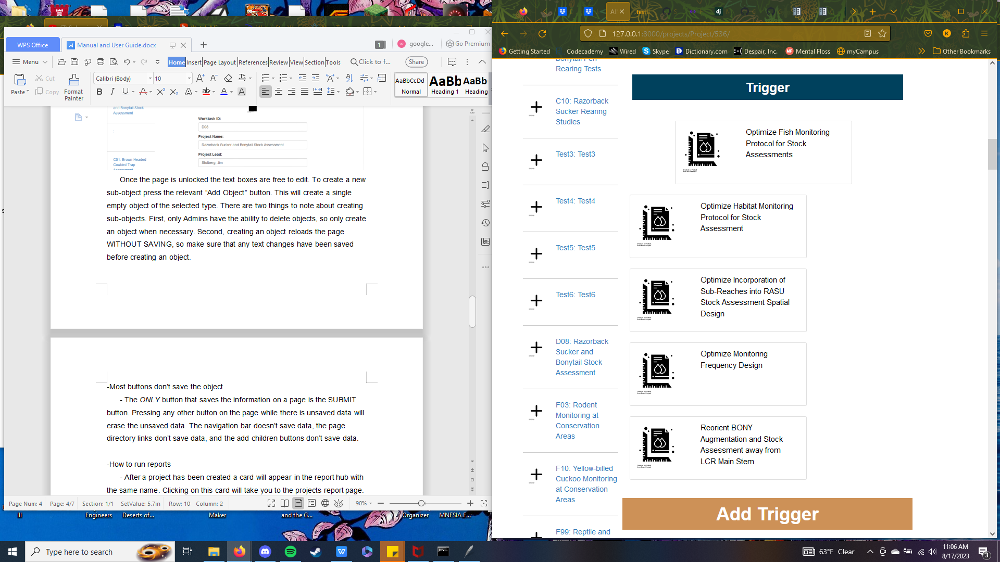 WPS Office
Manual and User Guide.docx
1
google...
Go Premium
Menu
Home
Insert
Page Layout
References
Review
View
Section
Tools
Click to f...
Share
Paste
Cut
Copy
Format
Painter
Calibri (Body)
10
AaBbCcDd
Normal
AaBb
Heading 1
AaBb
Heading
and Bonytail Stock
Assessment
Worktask ID:
D08
Project Name:
Razorback Sucker and Bonytail Stock Assessment
Project Lead:
Stolberg, Jim
C01: Brown-Headed
Cowbird Trap
Assessment
Once the page is unlocked the text boxes are free to edit. To create a new
sub-object press the relevant “Add Object” button. This will create a single
empty object of the selected type. There are two things to note about creating
sub-objects. First, only Admins have the ability to delete objects, so only create
an object when necessary. Second, creating an object reloads the page
WITHOUT SAVING, so make sure that any text changes have been saved
before creating an object.
-Most buttons don’t save the object
- The ONLY button that saves the information on a page is the SUBMIT
button. Pressing any other button on the page while there is unsaved data will
erase the unsaved data. The navigation bar doesn’t save data, the page
directory links don’t save data, and the add children buttons don’t save data.
-How to run reports
- After a project has been created a card will appear in the report hub with
the same name. Clicking on this card will take you to the projects report page.
Page Num: 4
Page: 4/7
Section: 1/1
SetValue: 5.7in
Row: 10
Column: 2
90%
III
Engineers
Deserts of...
Maker
and the G...
Organizer
MNESIA E...
test
127.0.0.1:8000/projects/Project/536/
Getting Started
Codecademy
Wired
Skype
Dictionary.com
Despair, Inc.
Mental Floss
myCampus
Other Bookmarks
Bonytail Pen
Rearing Tests
C10: Razorback
Sucker Rearing
Studies
Test3: Test3
Test4: Test4
Test5: Test5
Test6: Test6
D08: Razorback
Sucker and
Bonytail Stock
Assessment
F03: Rodent
Monitoring at
Conservation
Areas
F10: Yellow-billed
Cuckoo Monitoring
at Conservation
Areas
F99: Reptile and
Trigger
Optimize Fish Monitoring
Protocol for Stock
Assessments
Optimize Habitat Monitoring
Protocol for Stock
Assessment
Optimize Incorporation of
Sub-Reaches into RASU
Stock Assessment Spatial
Design
Optimize Monitoring
Frequency Design
Reorient BONY
Augmentation and Stock
Assessment away from
LCR Main Stem
Add Trigger
Type here to search
63°F Clear
11:06 AM
8/17/2023
3